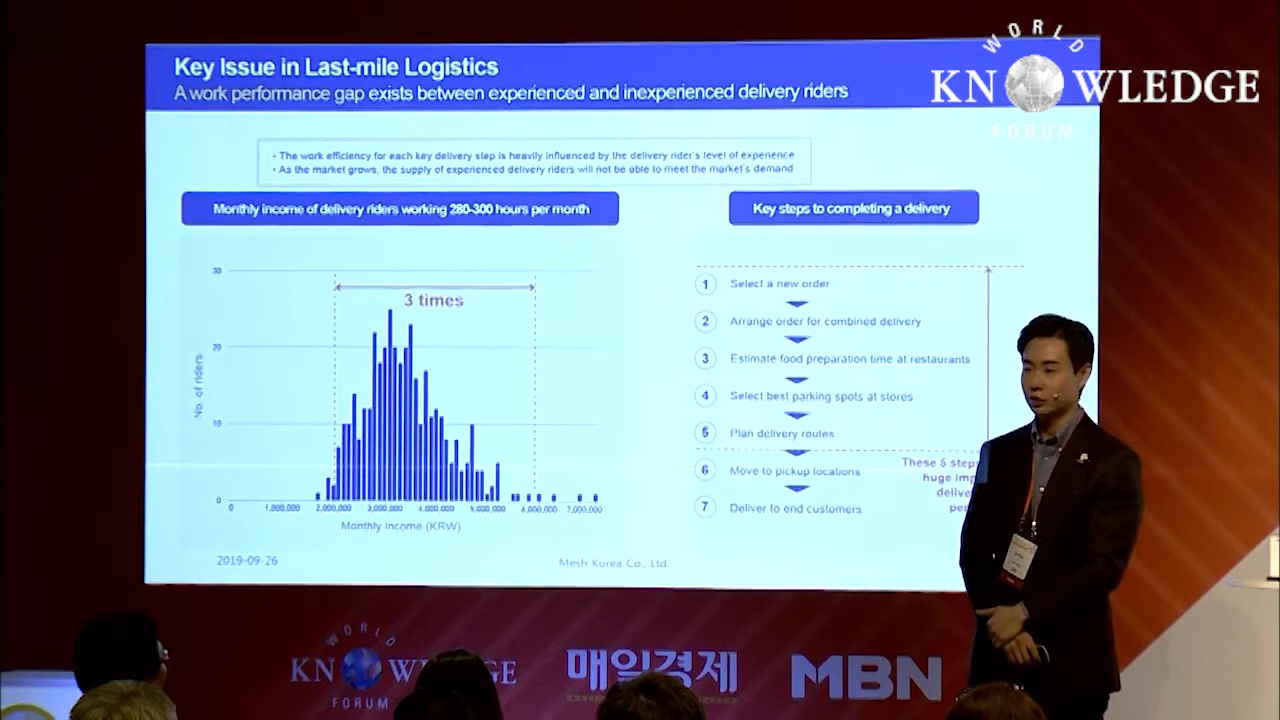 Key Issue in Last-mile Logistics
A work performance gap exists between experienced and inexperienced delivery riders
WORLD
KNOWLEDGE
FORUM
- The work efficiency for each key delivery step is heavily influenced by the delivery rider's level of experience
- As the market grows, the supply of experienced delivery riders will not be able to meet the market's demand
Monthly income of delivery riders working 280-300 hours per month
30
20
10
0
No. of riders
3 times
0 1,000,000 2,000,000 3,000,000 4,000,000 5,000,000 6,000,000 7,000,000
Monthly income (KRW)
Key steps to completing a delivery
1 Select a new order
2 Arrange order for combined delivery
3 Estimate food preparation time at restaurants
4 Select best parking spots at stores
5 Plan delivery routes
6 Move to pickup locations
7 Deliver to end customers
These 5 step
huge
2019-09-26
Mesh Korea Co., Ltd.
WORLD
KNOWLEDGE
FORUM
매일경제
MBN